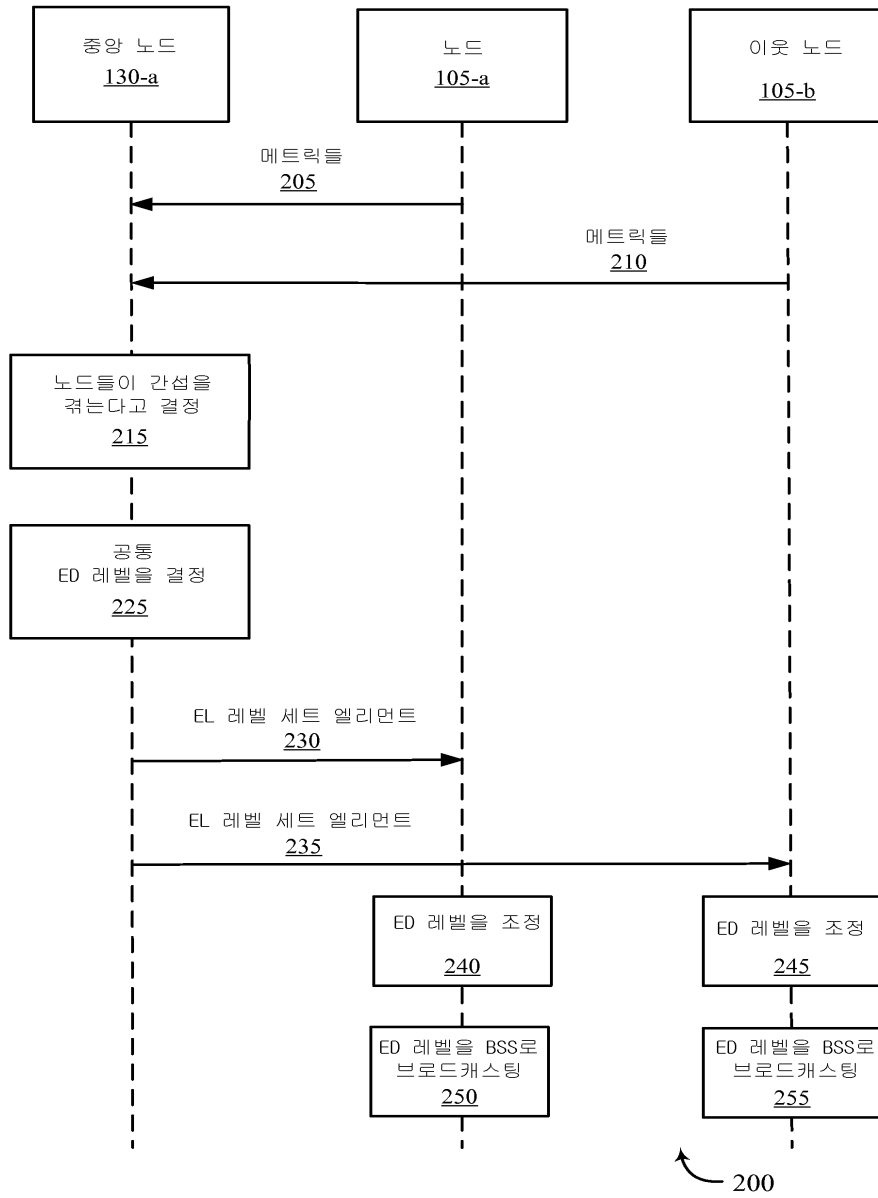 중앙 노드
130-a
노드
105-a
이웃 노드
105-b
메트릭들
205
메트릭들
210
노드들이 간섭을
겪는다고 결정
215
공통
ED 레벨을 결정
225
EL 레벨 세트 엘리먼트
230
EL 레벨 세트 엘리먼트
235
ED 레벨을 조정
240
ED 레벨을 조정
245
ED 레벨을 BSS로
브로드캐스팅
250
ED 레벨을 BSS로
브로드캐스팅
255
200